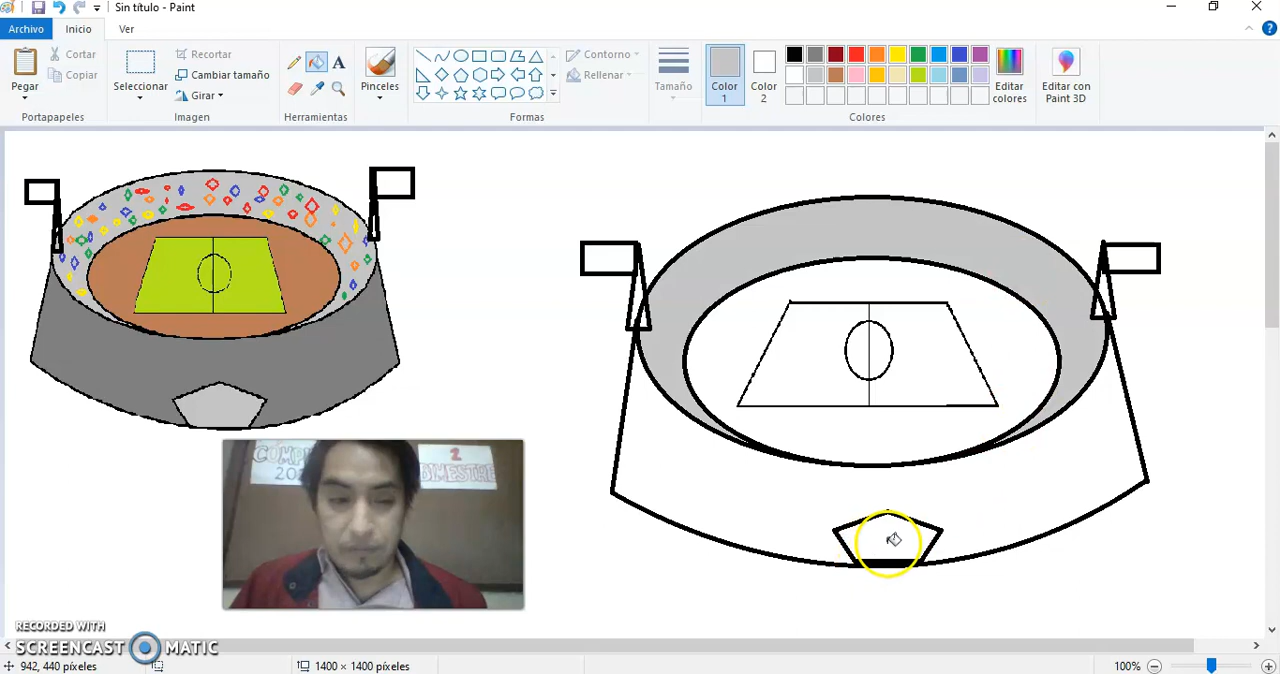 Sin título - Paint
Archivo
Inicio
Ver
Pegar
Cortar
Copiar
Portapapeles
Seleccionar
Recortar
Cambiar tamaño
Girar
Imagen
A
Herramientas
Pinceles
Contorno
Rellenar
Formas
Tamaño
Color
1
Color
2
Editar
colores
Colores
Editar con
Paint 3D
2
BIMESTRE
RECORDED WITH
SCREENCAST MATIC
942, 440 píxeles
1400 × 1400 píxeles
100%